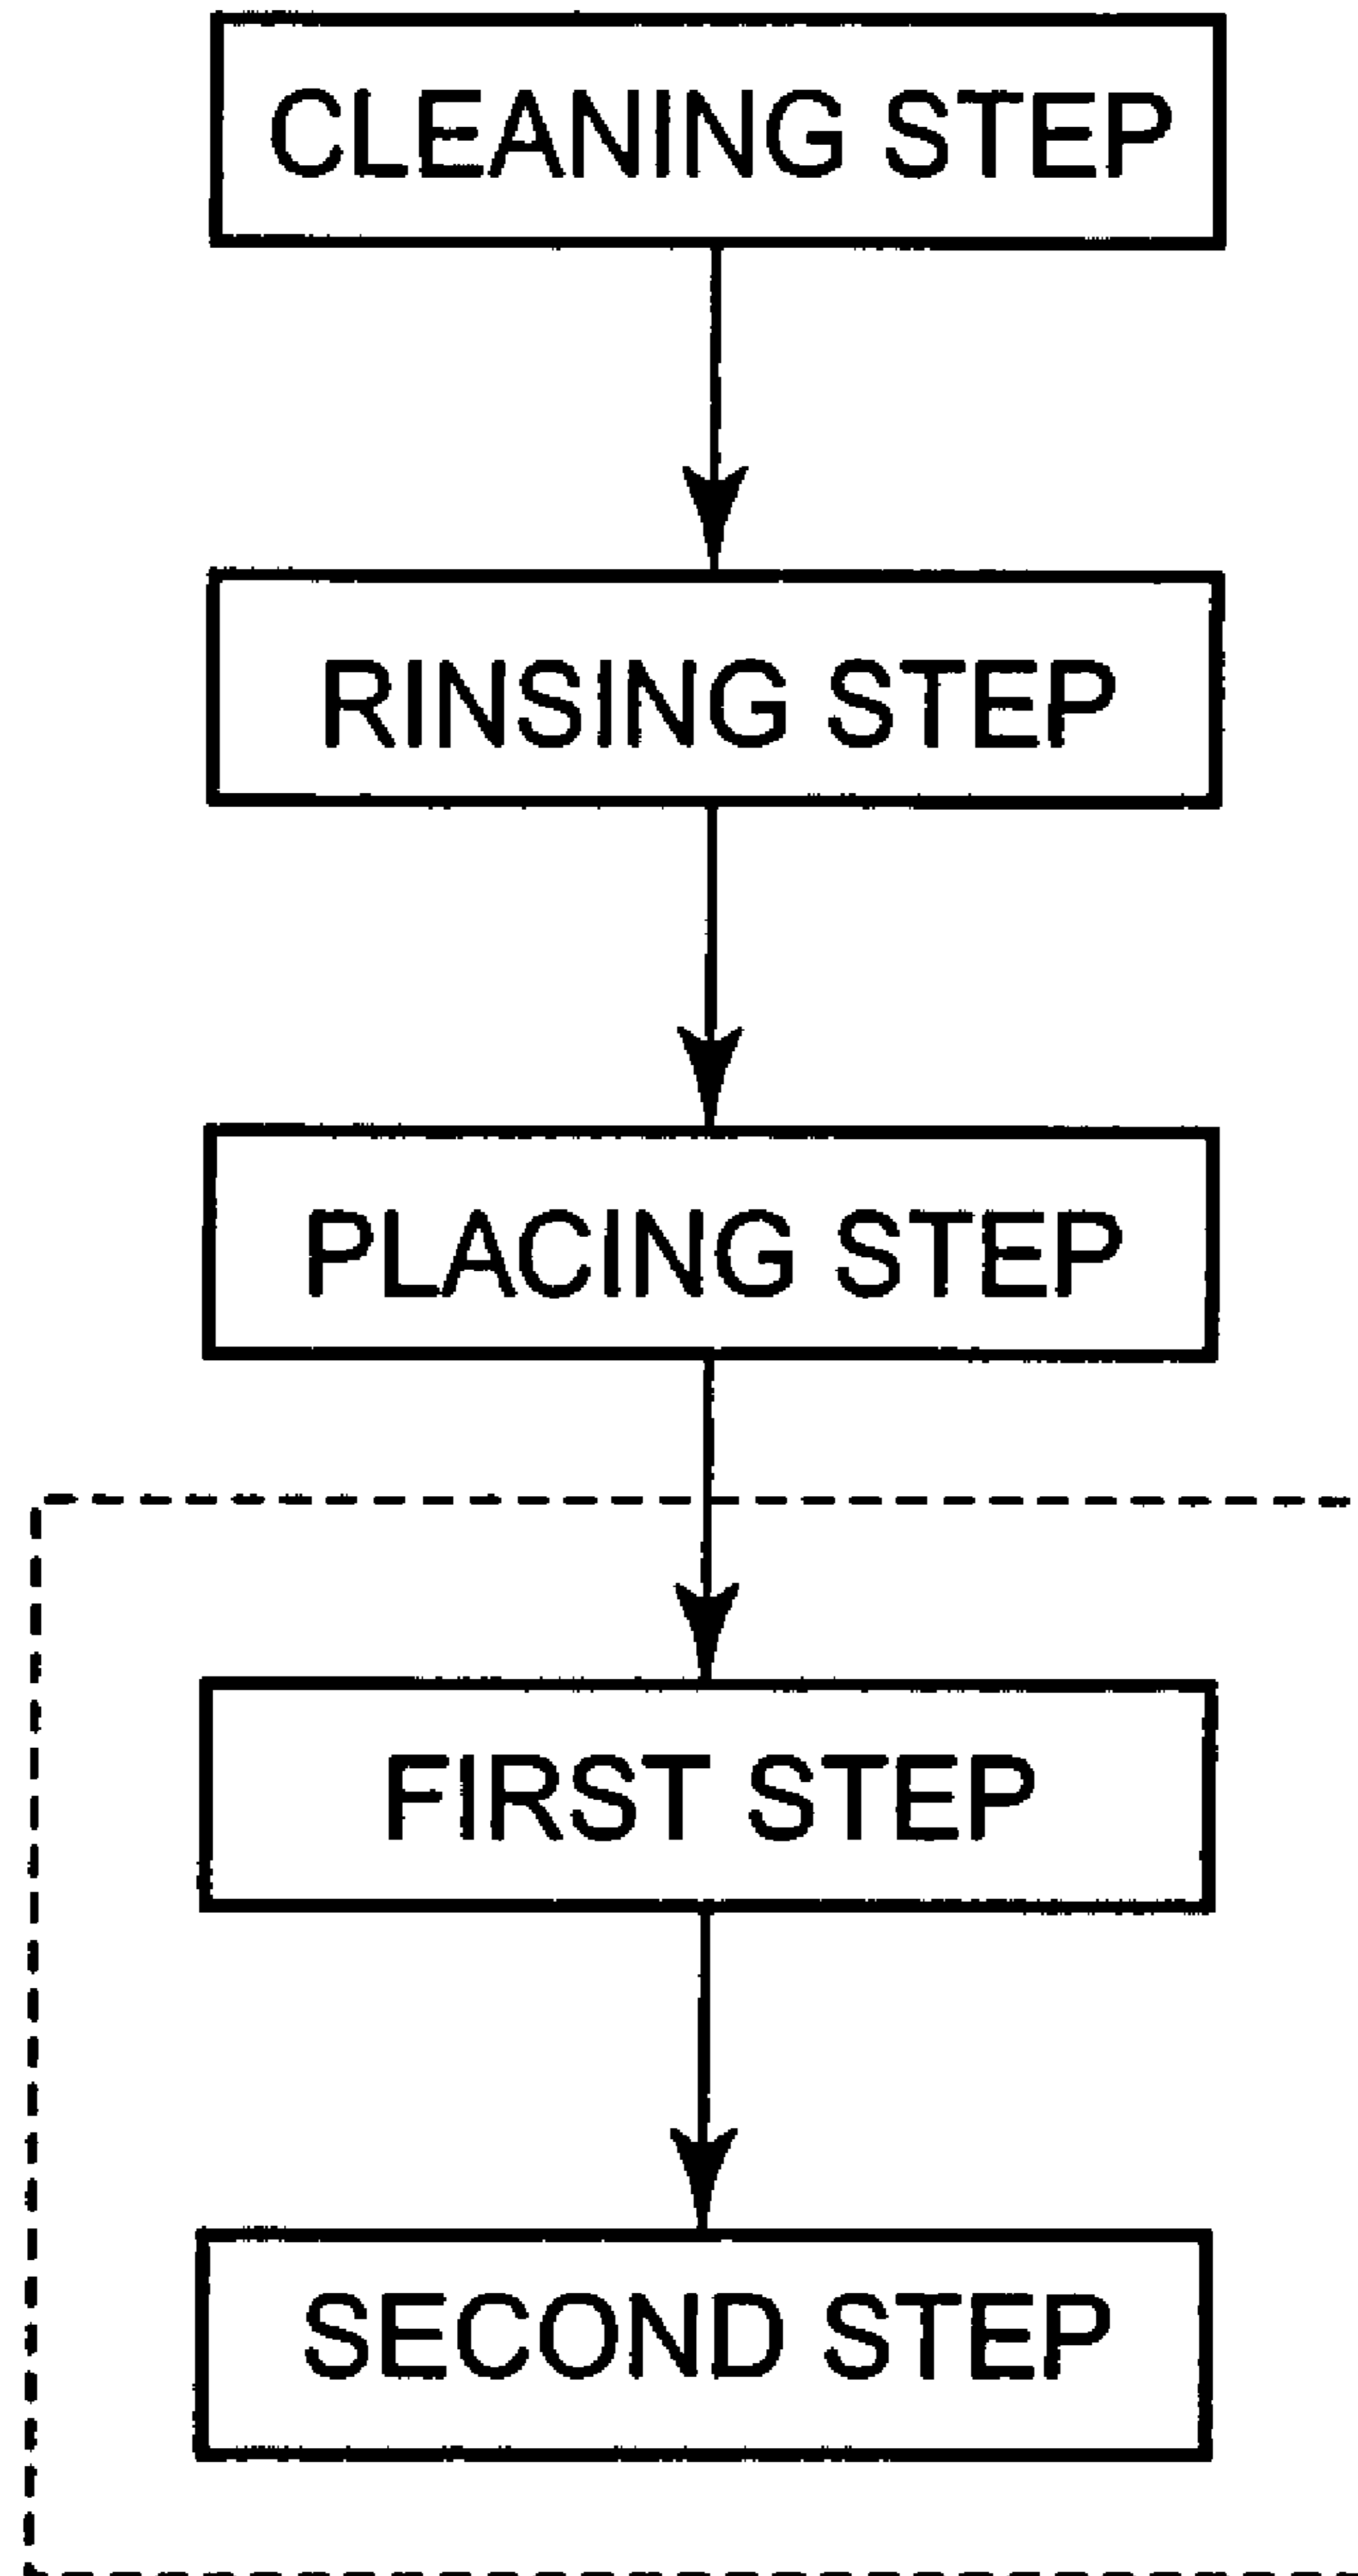 CLEANING STEP
RINSING STEP
PLACING STEP
FIRST STEP
SECOND STEP